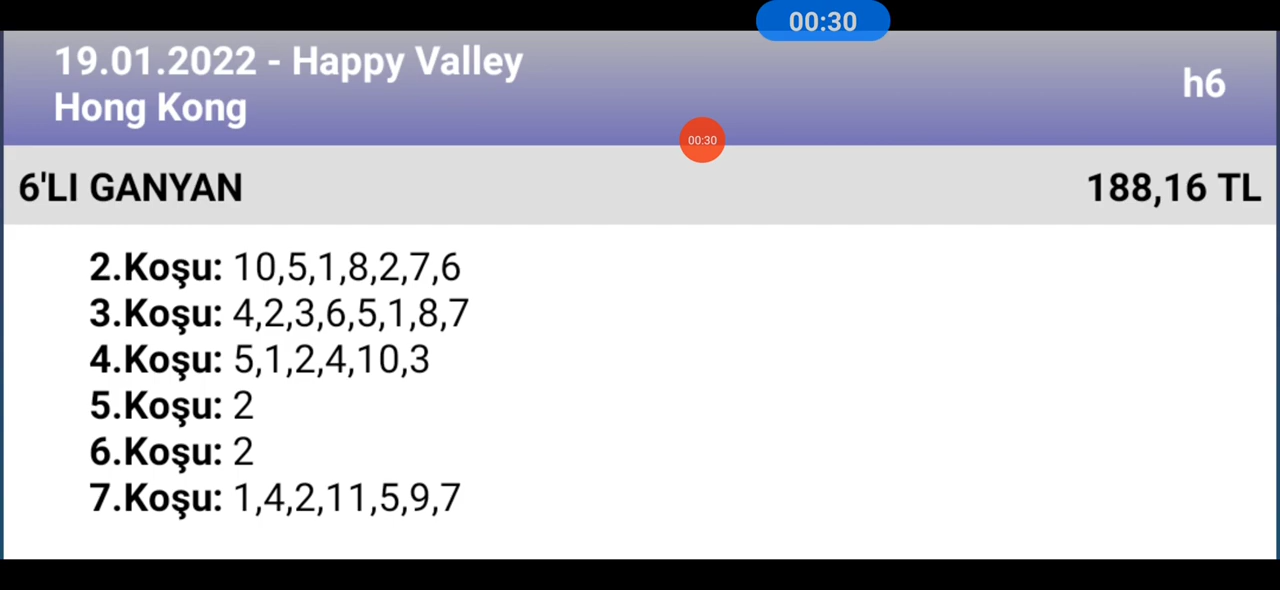 00:30
19.01.2022 - Happy Valley
Hong Kong
h6
00:30
6'LI GANYAN
188,16 TL
2.Koşu: 10,5,1,8,2,7,6
3.Koşu: 4,2,3,6,5,1,8,7
4.Koşu: 5,1,2,4,10,3
5.Koşu: 2
6.Koşu: 2
7.Koşu: 1,4,2,11,5,9,7